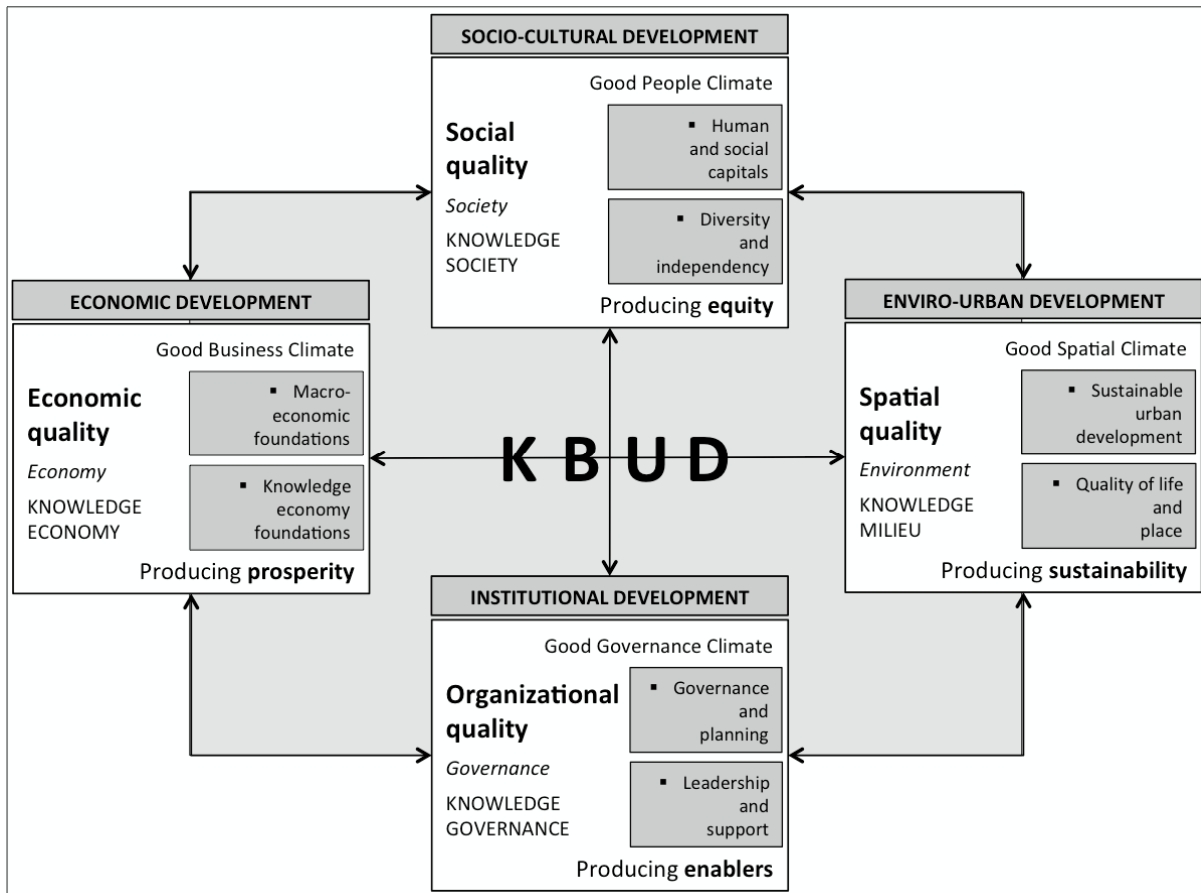 SOCIO-CULTURAL DEVELOPMENT
Good People Climate
Social
quality
Society
KNOWLEDGE
SOCIETY
▪ Human
and social
capitals
▪ Diversity
and
independency
Producing equity
ECONOMIC DEVELOPMENT
Good Business Climate
Economic
quality
Economy
KNOWLEDGE
ECONOMY
▪ Macro-
economic
foundations
▪ Knowledge
economy
foundations
Producing prosperity
K B U D
ENVIRO-URBAN DEVELOPMENT
Good Spatial Climate
Spatial
quality
Environment
KNOWLEDGE
MILIEU
▪ Sustainable
urban
development
▪ Quality of life
and
place
Producing sustainability
INSTITUTIONAL DEVELOPMENT
Good Governance Climate
Organizational
quality
Governance
KNOWLEDGE
GOVERNANCE
▪ Governance
and
planning
▪ Leadership
and
support
Producing enablers